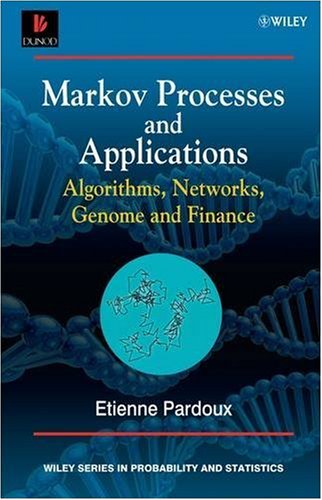 DUNOD
WILEY
Markov Processes
and
Applications
Algorithms, Networks,
Genome and Finance
Etienne Pardoux
WILEY SERIES IN PROBABILITY AND STATISTICS